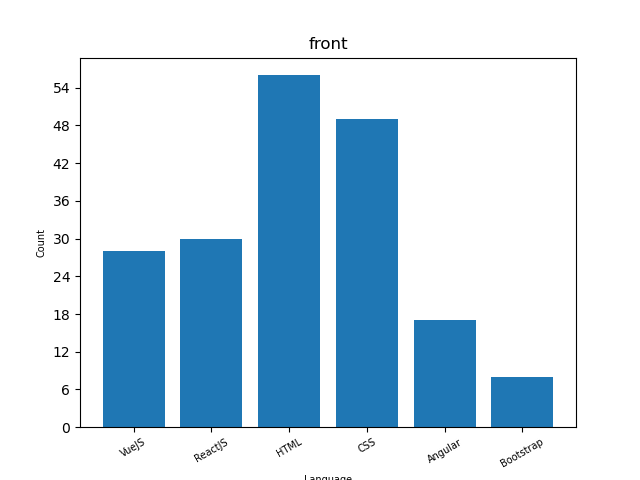 front
Count
54
48
42
36
30
24
18
12
6
0
VueJS
ReactJS
HTML
CSS
Angular
Bootstrap
Language